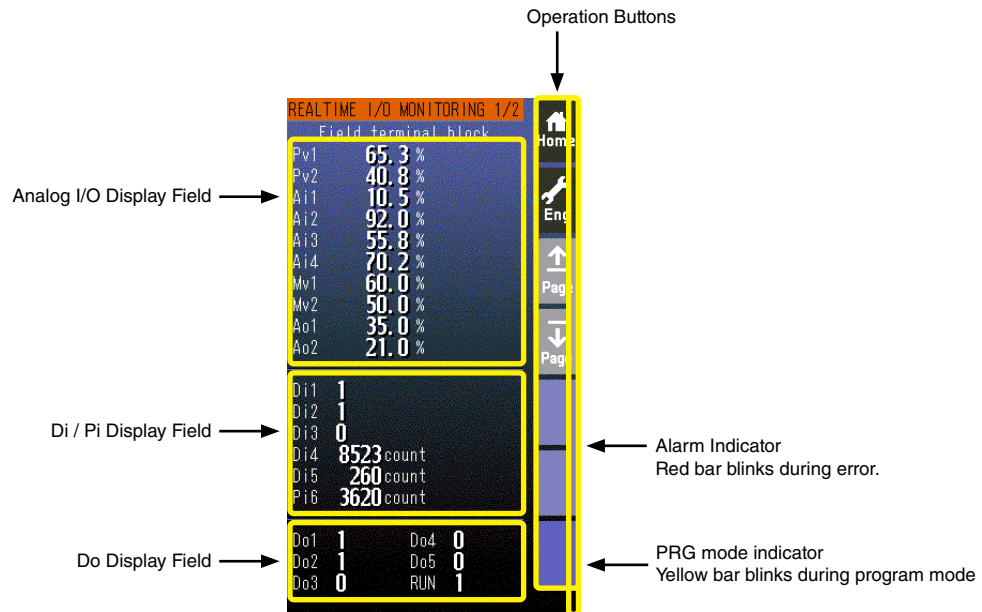 Operation Buttons
REALTIME I/O MONITORING 1/2
Field terminal block
Pv1 65.3 %
Pv2 40.8 %
Ai1 10.5 %
Ai2 92.0 %
Ai3 55.8 %
Ai4 70.2 %
Mv1 60.0 %
Mv2 50.0 %
Ao1 35.0 %
Ao2 21.0 %
Analog I/O Display Field
Home
Eng
Page
Page
Di1 1
Di2 1
Di3 0
Di4 8523 count
Di5 260 count
Pi6 3620 count
Di / Pi Display Field
Alarm Indicator
Red bar blinks during error.
Do1 1 Do4 0
Do2 1 Do5 0
Do3 0 RUN 1
Do Display Field
PRG mode indicator
Yellow bar blinks during program mode